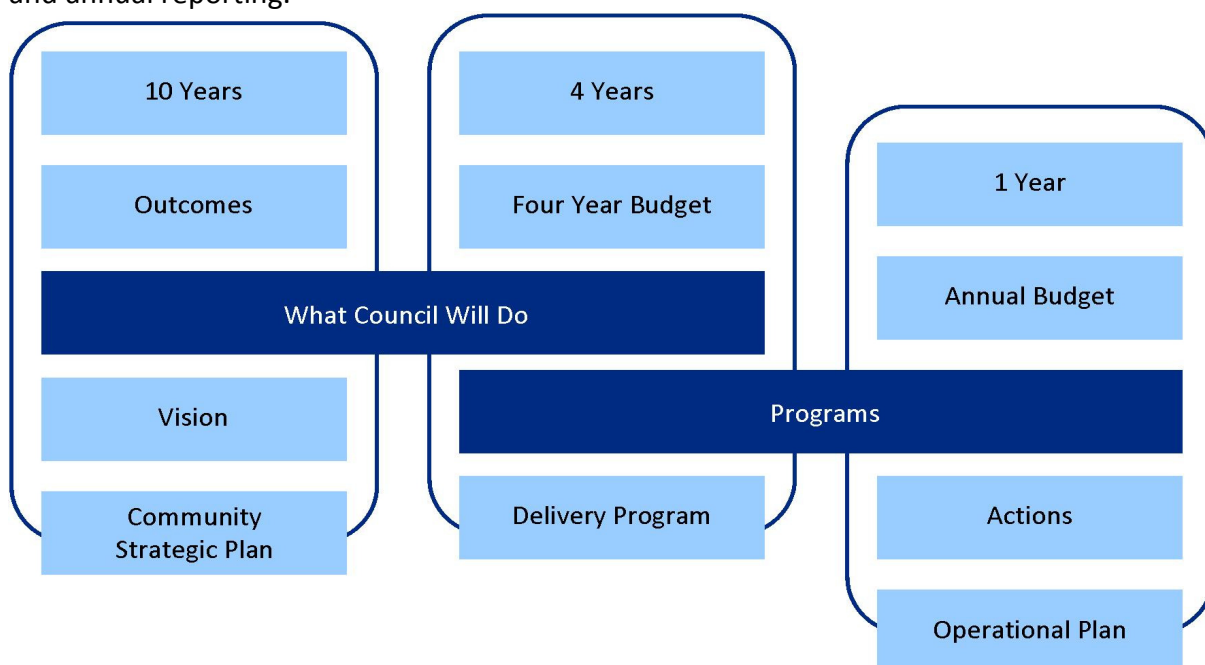 and annual reporting.
10 Years
Outcomes
What Council Will Do
Vision
Community
Strategic Plan
4 Years
Four Year Budget
Programs
Delivery Program
1 Year
Annual Budget
Actions
Operational Plan